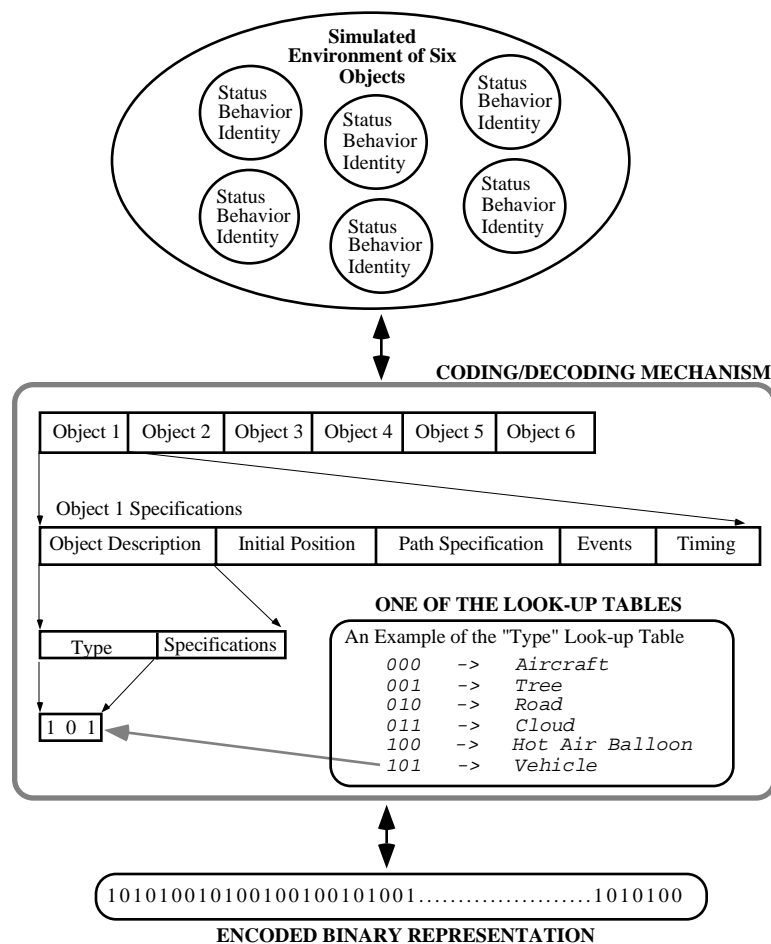 Simulated
Environment of Six
Objects
Status
Behavior
Identity
Status
Behavior
Identity
Status
Behavior
Identity
Status
Behavior
Identity
Status
Behavior
Identity
Status
Behavior
Identity
CODING/DECODING MECHANISM
Object 1 Object 2 Object 3 Object 4 Object 5 Object 6
Object 1 Specifications
Object Description Initial Position Path Specification Events Timing
ONE OF THE LOOK-UP TABLES
Type Specifications
An Example of the "Type" Look-up Table
000 -> Aircraft
001 -> Tree
010 -> Road
011 -> Cloud
100 -> Hot Air Balloon
101 -> Vehicle
1 0 1
101010010100100100101001......................1010100
ENCODED BINARY REPRESENTATION